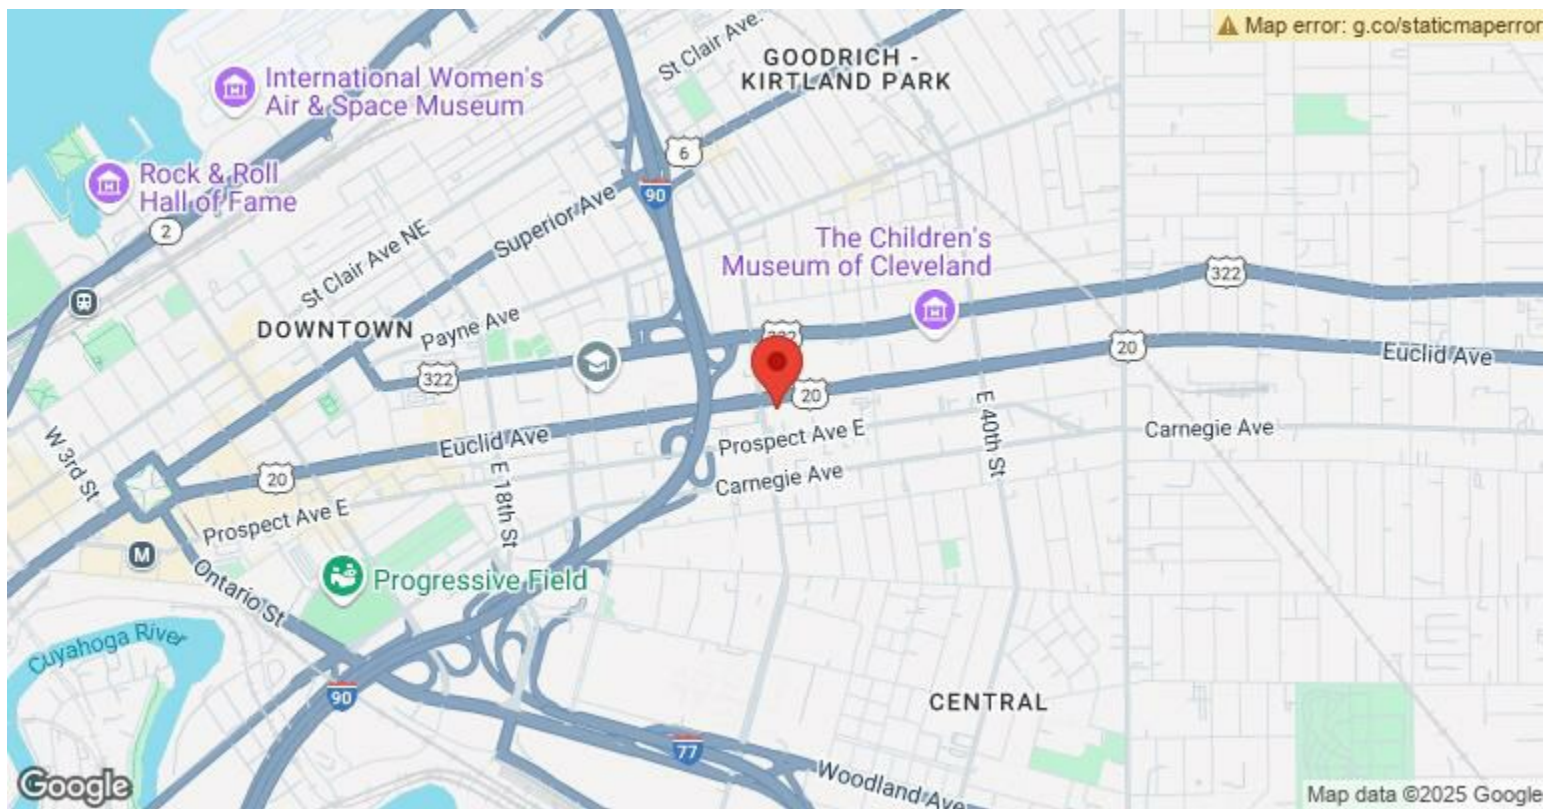 Map error: g.co/staticmaperror
GOODRICH -
KIRTLAND PARK
St Clair Ave.
International Women's
Air & Space Museum
6
Rock & Roll
Hall of Fame
90
2
Superior Ave
St Clair Ave NE
The Children's
Museum of Cleveland
322
DOWNTOWN
Payne Ave
322
20
Euclid Ave
322
20
E 40th St
W 3rd St
Euclid Ave
Prospect Ave E
Carnegie Ave
20
E 18th St
Carnegie Ave
Prospect Ave E
M
Ontario St
Progressive Field
Cuyahoga River
90
CENTRAL
77
Woodland Ave
Google
Map data ©2025 Google